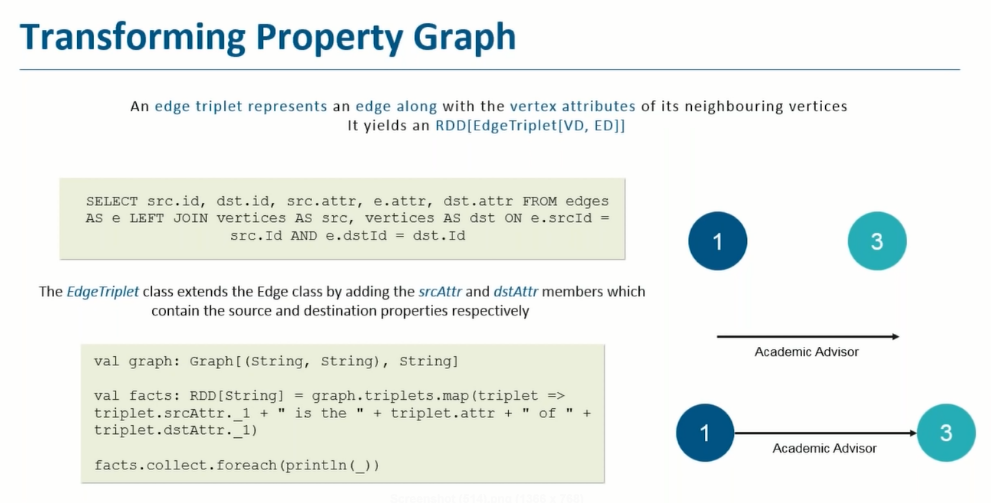 Transforming Property Graph
An edge triplet represents an edge along with the vertex attributes of its neighbouring vertices
It yields an RDD[EdgeTriplet[VD, ED]]
SELECT src.id, dst.id, src.attr, e.attr, dst.attr FROM edges
AS e LEFT JOIN vertices AS src, vertices AS dst ON e.srcId =
src.Id AND e.dstId = dst.Id
1
3
The EdgeTriplet class extends the Edge class by adding the srcAttr and dstAttr members which
contain the source and destination properties respectively
Academic Advisor
val graph: Graph[(String, String), String]
val facts: RDD[String] = graph.triplets.map(triplet =>
triplet.srcAttr._1 + " is the " + triplet.attr + " of " +
triplet.dstAttr._1)
facts.collect.foreach(println(_))
1
3
Academic Advisor